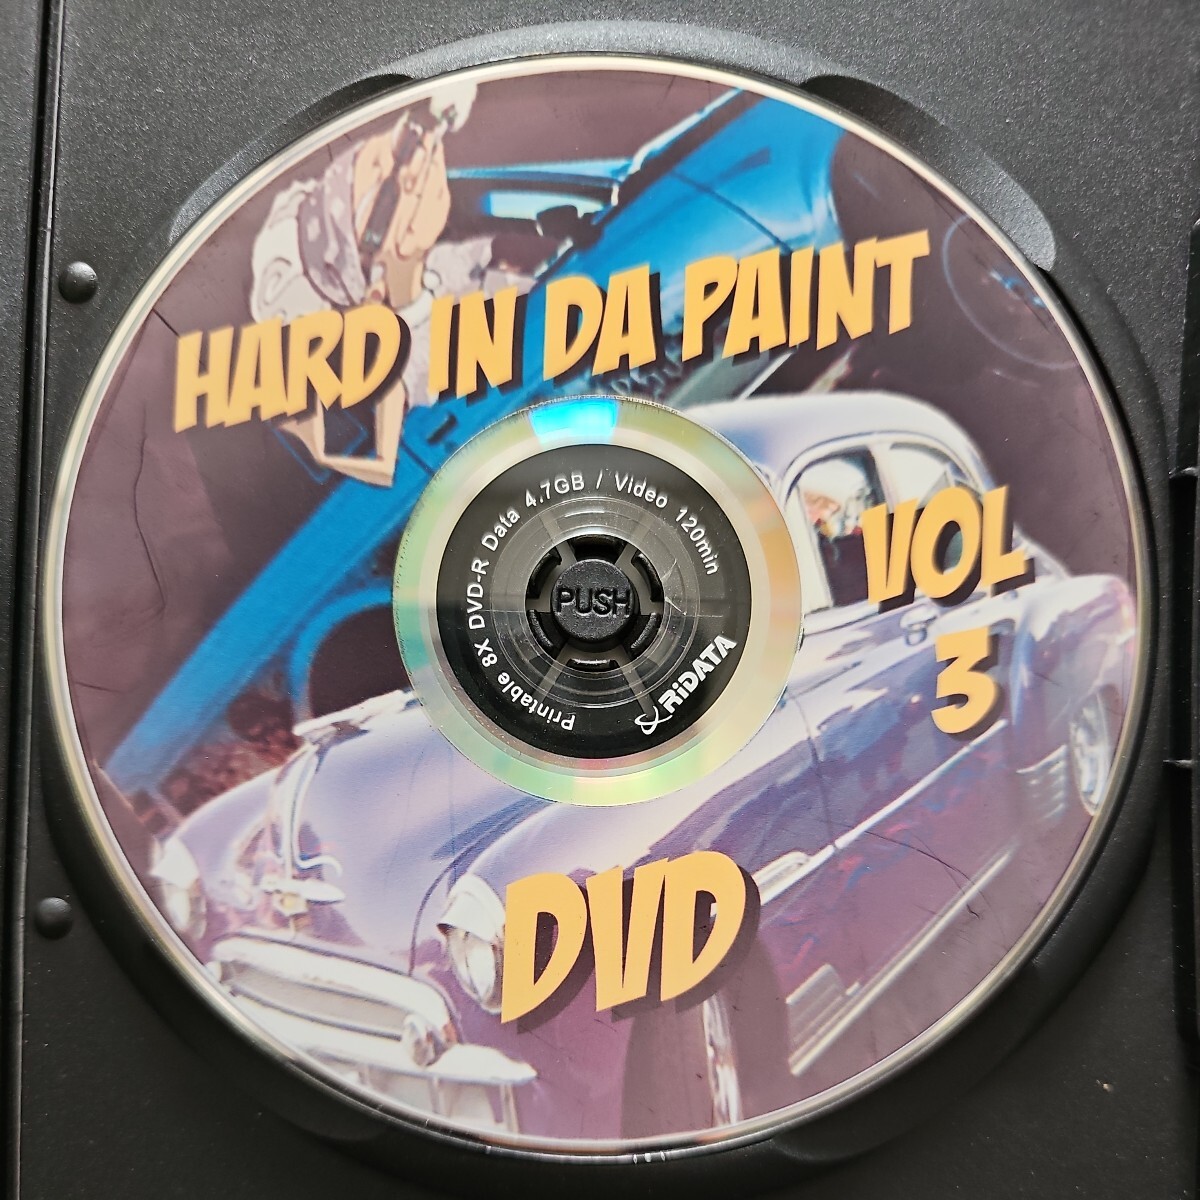 HARD IN DA PAINT
VOL
3
DVD
Printable 8X DVD-R Data 4.7GB / Video 120min
RiDATA
PUSH